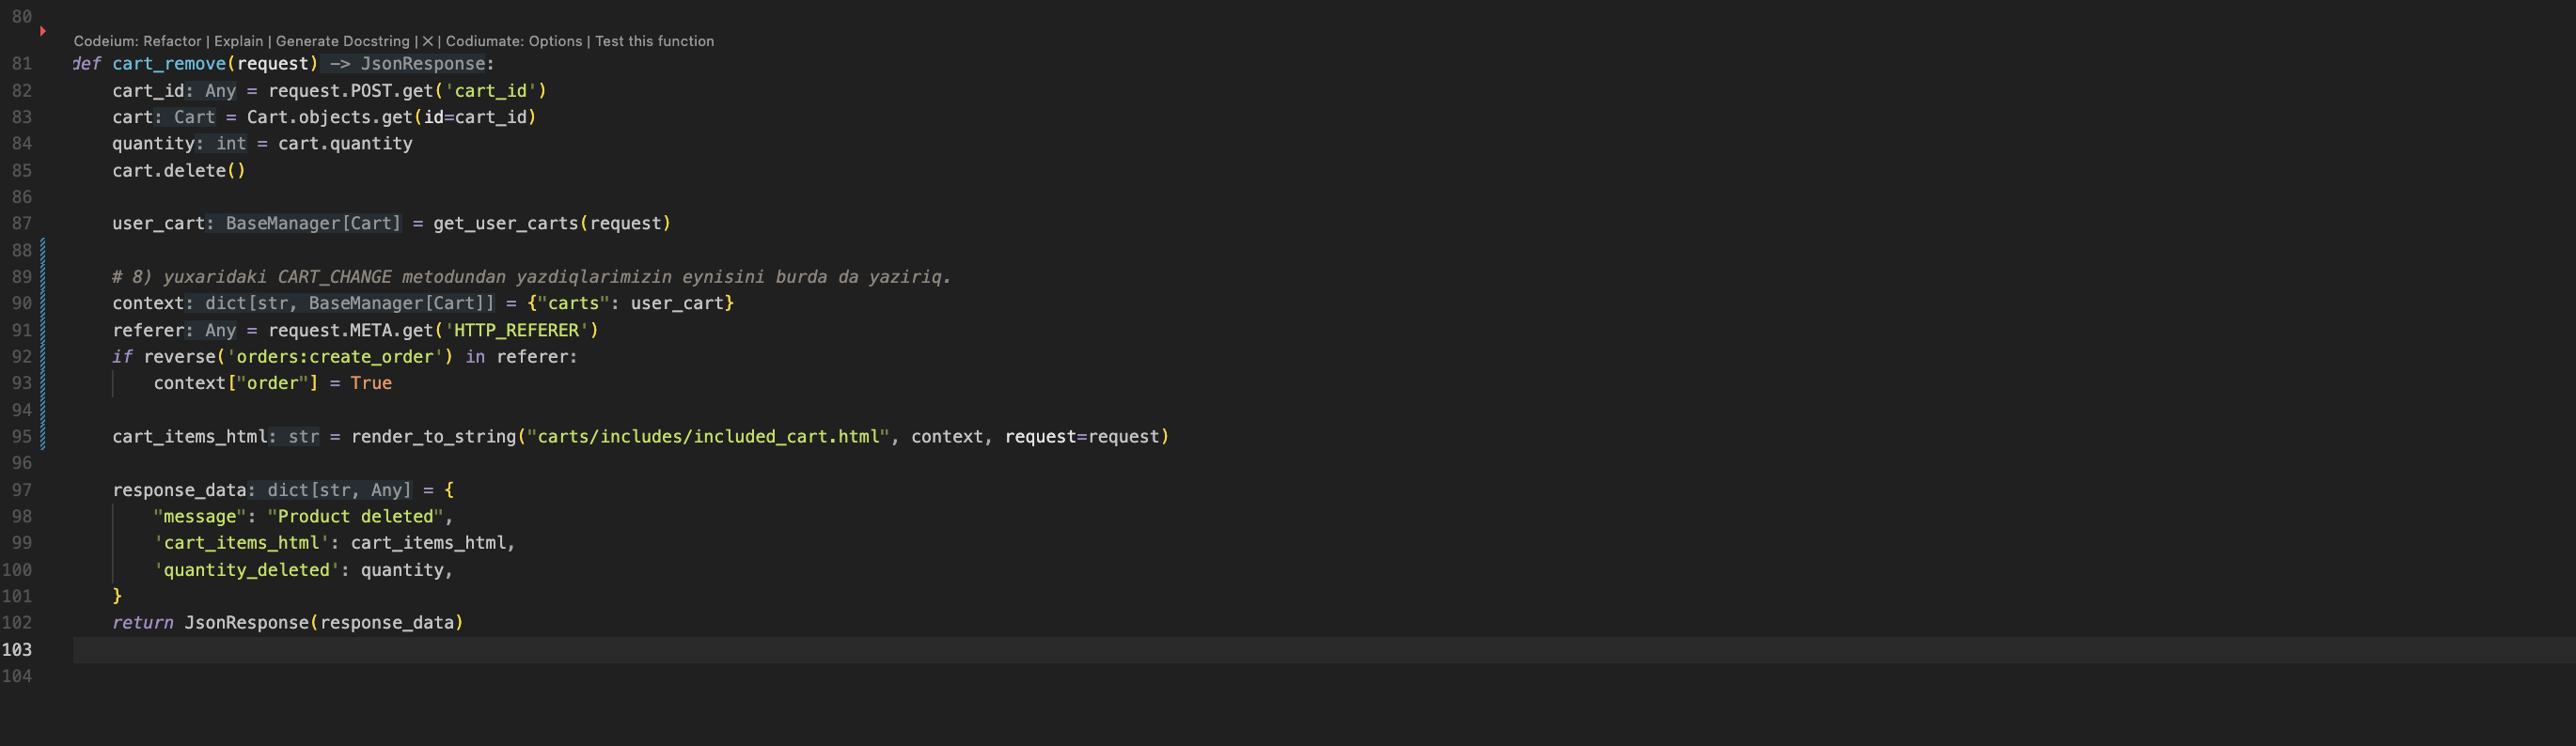 80
Codeium: Refactor | Explain | Generate Docstring | ✕ | Codiumate: Options | Test this function
81 def cart_remove(request) -> JsonResponse:
82     cart_id: Any = request.POST.get('cart_id')
83     cart: Cart = Cart.objects.get(id=cart_id)
84     quantity: int = cart.quantity
85     cart.delete()
86
87     user_cart: BaseManager[Cart] = get_user_carts(request)
88
89     # 8) yuxaridaki CART_CHANGE metodundan yazdiqlarimizin eynisini burda da yaziriq.
90     context: dict[str, BaseManager[Cart]] = {"carts": user_cart}
91     referer: Any = request.META.get('HTTP_REFERER')
92     if reverse('orders:create_order') in referer:
93         context["order"] = True
94
95     cart_items_html: str = render_to_string("carts/includes/included_cart.html", context, request=request)
96
97     response_data: dict[str, Any] = {
98         "message": "Product deleted",
99         'cart_items_html': cart_items_html,
100         'quantity_deleted': quantity,
101     }
102     return JsonResponse(response_data)
103
104